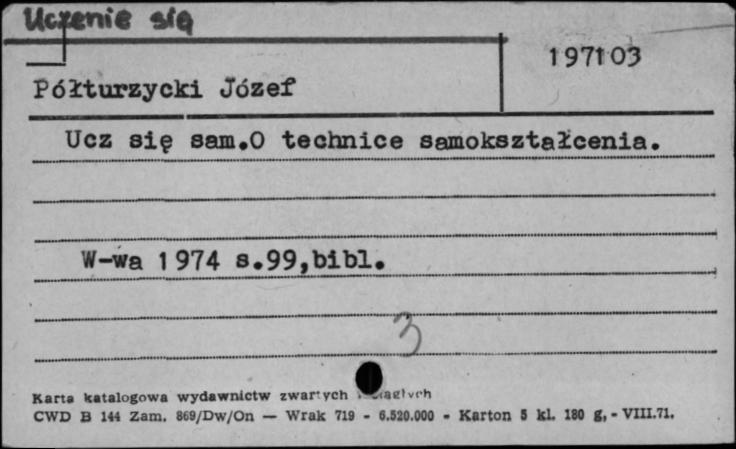 Uczenie się
197103
Półturzycki Józef
Ucz się sam.O technice samokształcenia.
W-wa 1974 s.99,bibl.
3
Karta katalogowa wydawnictw zwartych i ciągłych
CWD B 144 Zam. 869/Dw/On — Wrak 719 - 6.520.000 - Karton 5 kl. 180 g, - VIII.71.